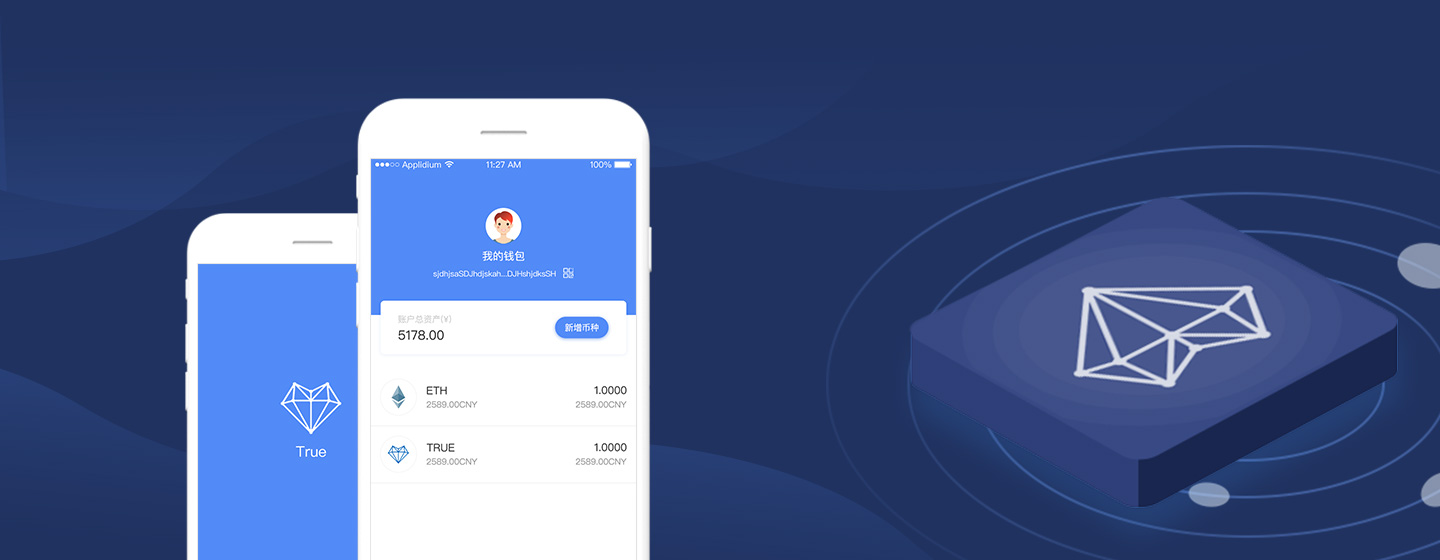 Applidium 11:27 AM 100%
我的钱包
sjdhjsaSDJhdjskah...DJHshjdksSH
账户总资产(¥)
5178.00
新增币种
ETH 1.0000
2589.00CNY 2589.00CNY
TRUE 1.0000
2589.00CNY 2589.00CNY
True